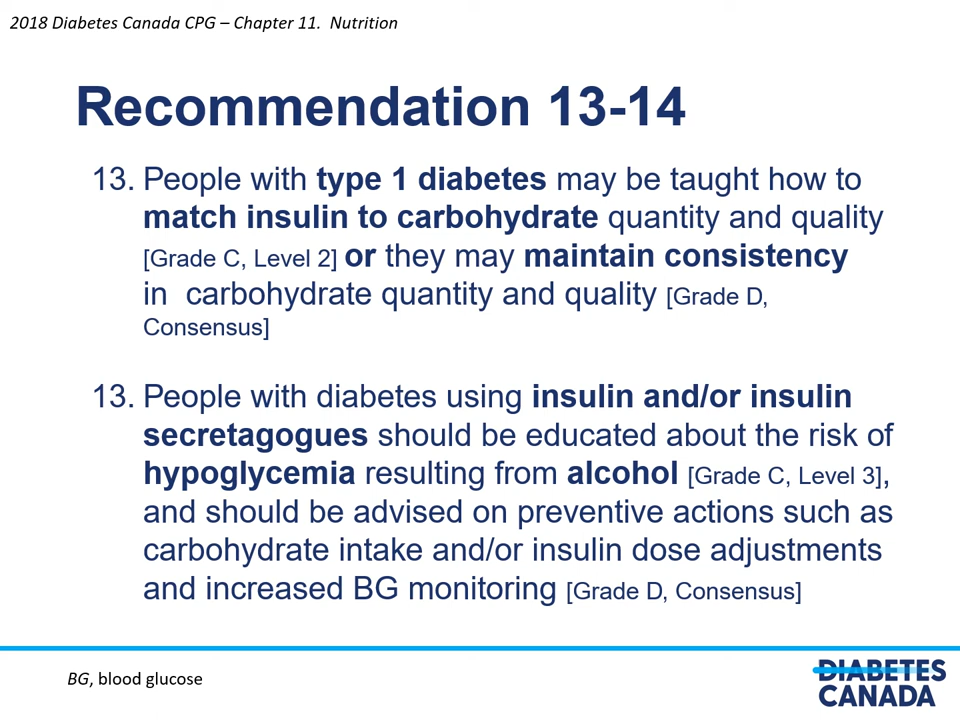 2018 Diabetes Canada CPG – Chapter 11. Nutrition
Recommendation 13-14
13. People with type 1 diabetes may be taught how to
match insulin to carbohydrate quantity and quality
[Grade C, Level 2] or they may maintain consistency
in carbohydrate quantity and quality [Grade D,
Consensus]
13. People with diabetes using insulin and/or insulin
secretagogues should be educated about the risk of
hypoglycemia resulting from alcohol [Grade C, Level 3],
and should be advised on preventive actions such as
carbohydrate intake and/or insulin dose adjustments
and increased BG monitoring [Grade D, Consensus]
BG, blood glucose
DIABETES
CANADA